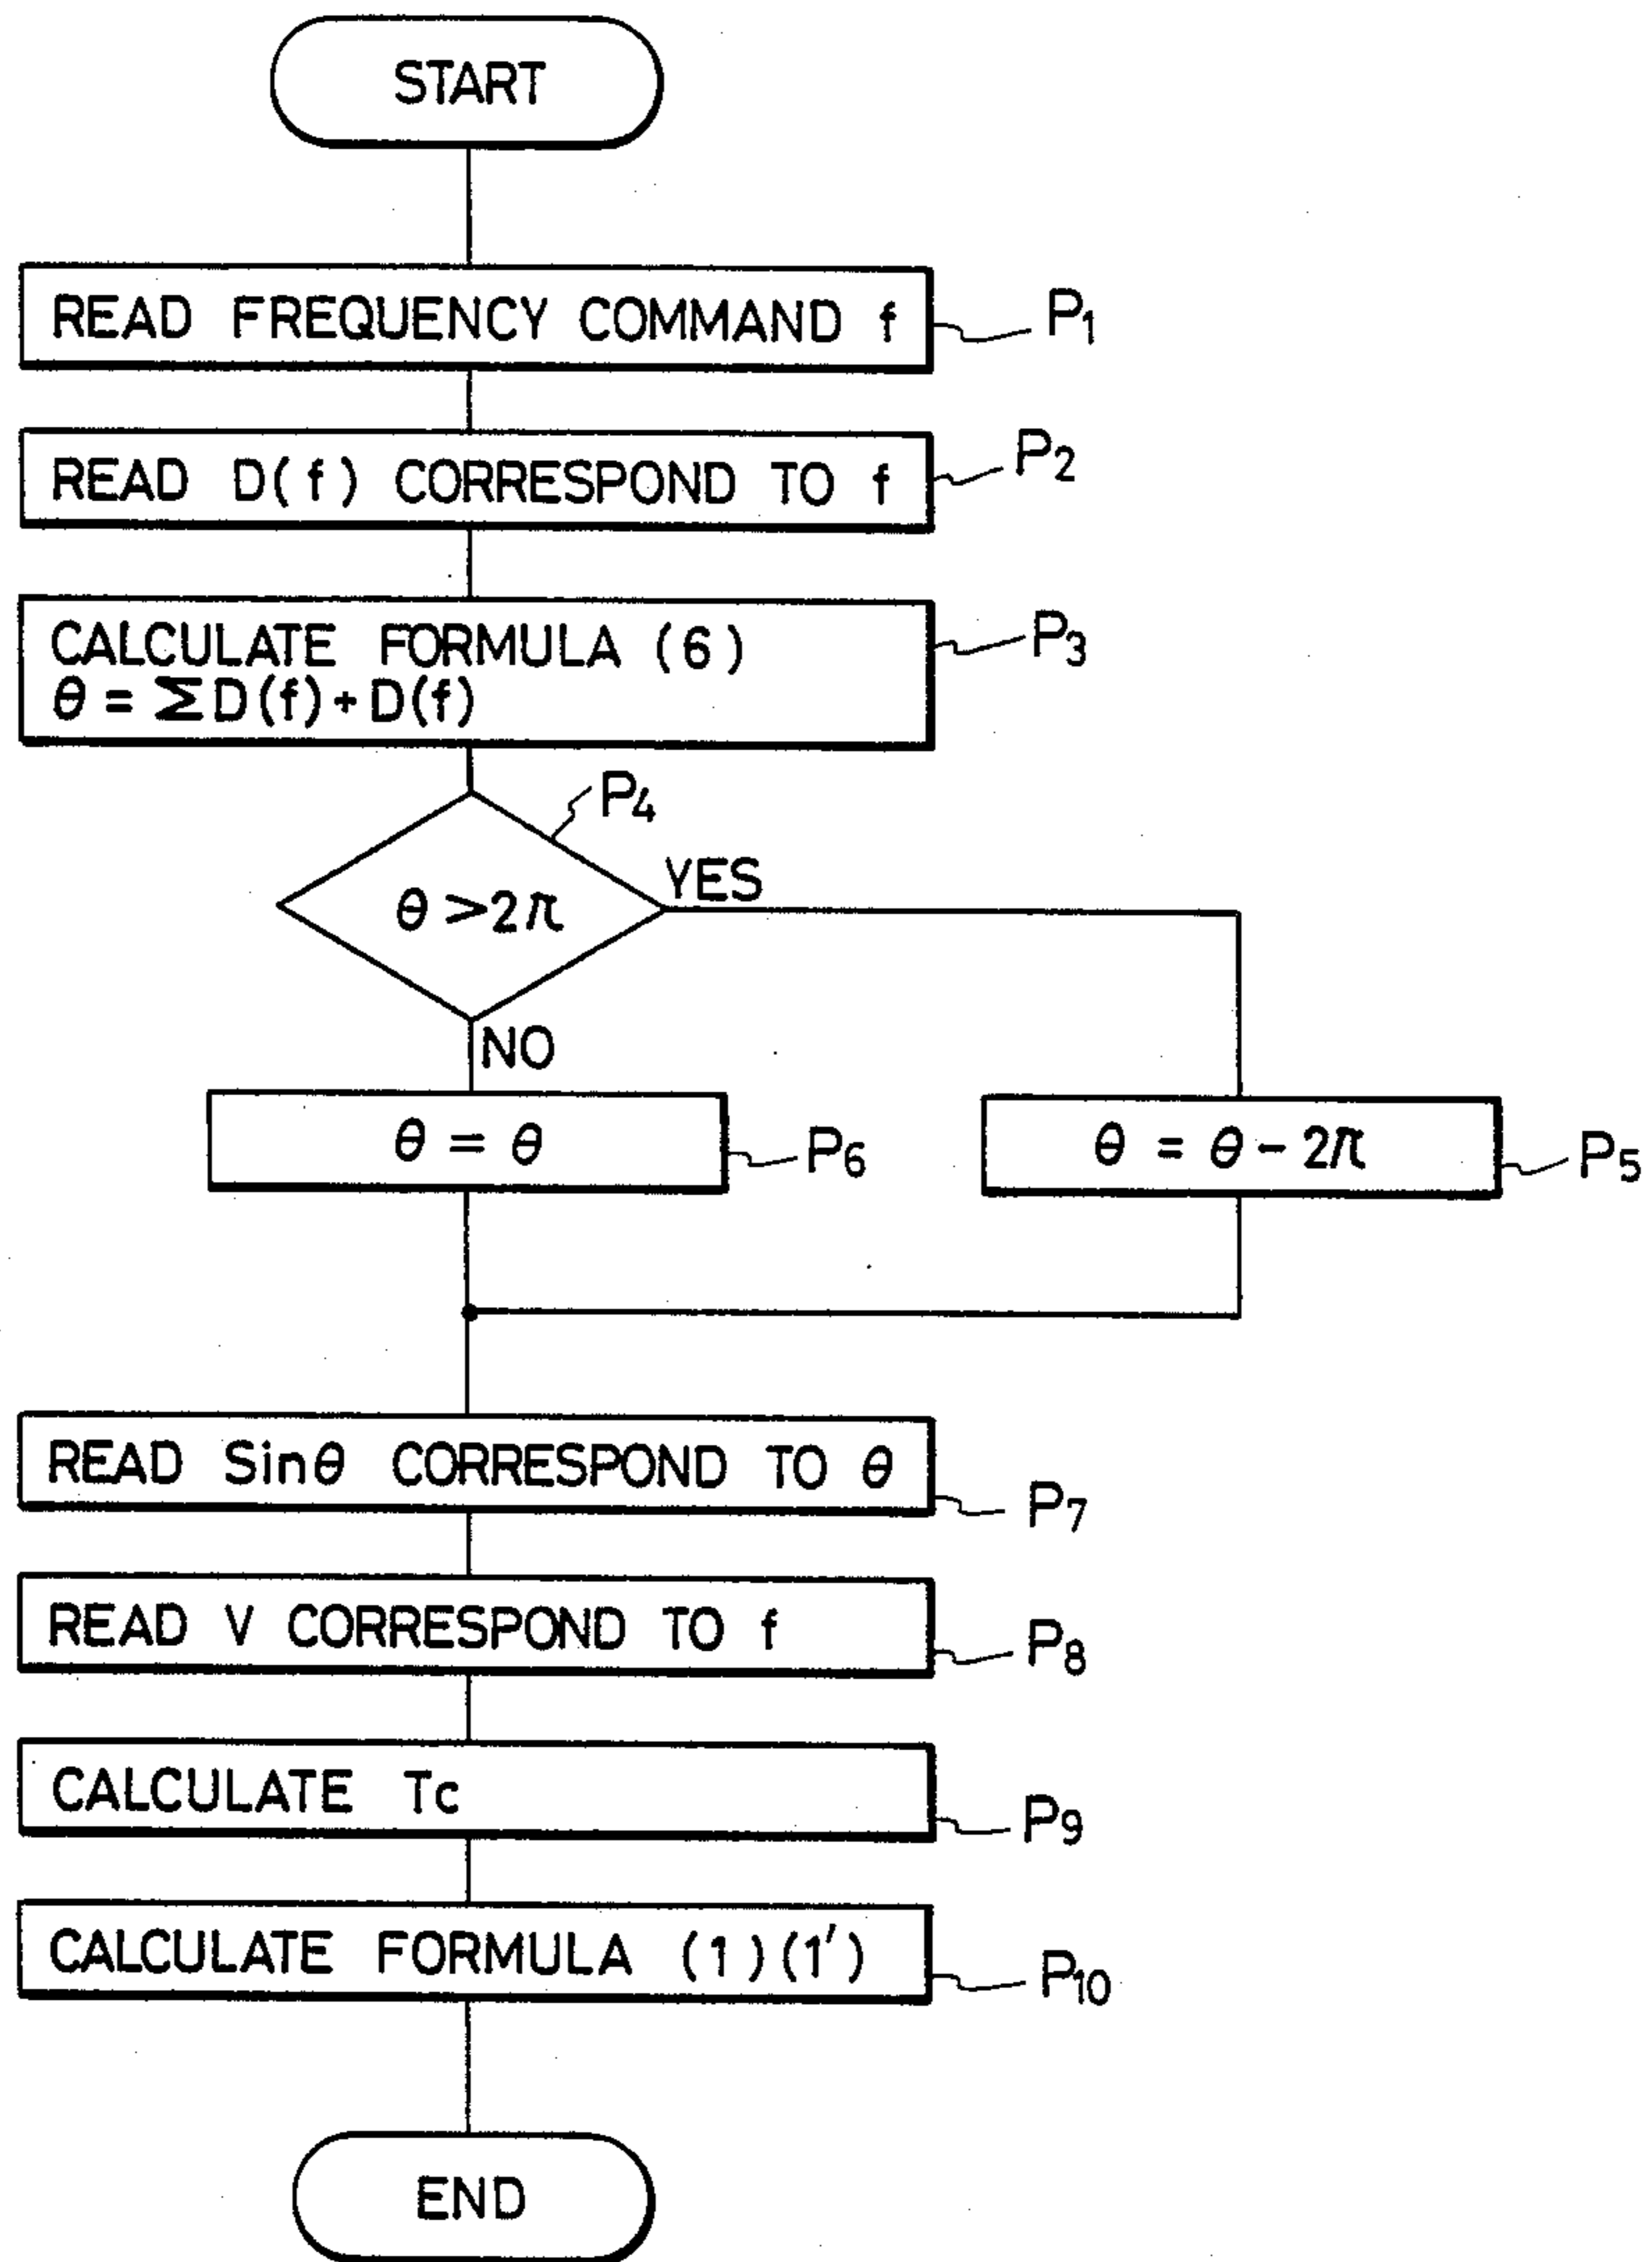 START
READ FREQUENCY COMMAND f
P₁
READ D(f) CORRESPOND TO f
P₂
CALCULATE FORMULA (6)
θ = ΣD(f)+D(f)
P₃
P₄
θ >2π
YES
NO
θ = θ
P₆
θ = θ - 2π
P₅
READ Sinθ CORRESPOND TO θ
P₇
READ V CORRESPOND TO f
P₈
CALCULATE Tc
P₉
CALCULATE FORMULA (1)(1′)
P₁₀
END